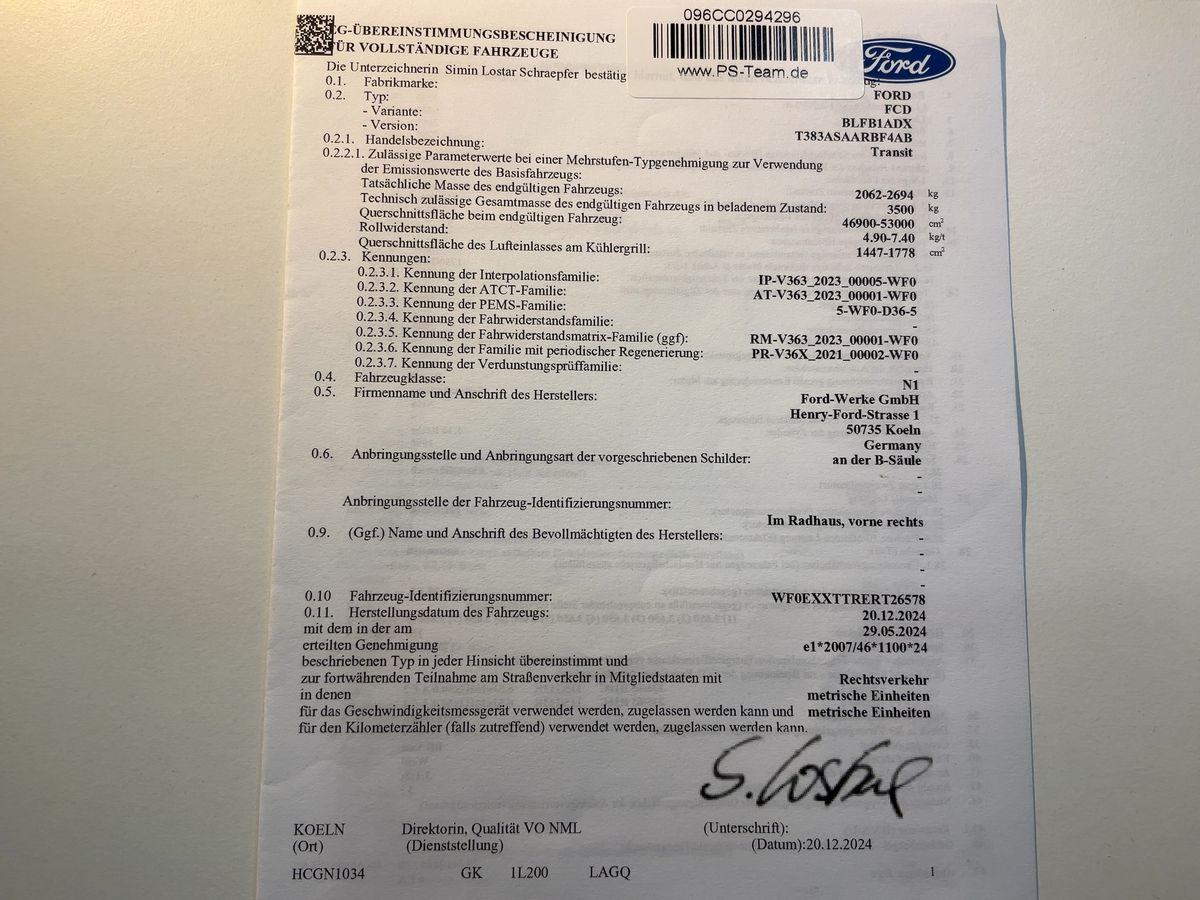 096CC0294296
www.PS-Team.de
Ford
EG-ÜBEREINSTIMMUNGSBESCHEINIGUNG
FÜR VOLLSTÄNDIGE FAHRZEUGE
Die Unterzeichnerin Simin Lostar Schraepfer bestätig
0.1. Fabrikmarke: FORD
0.2. Typ: FCD
- Variante: BLFB1ADX
- Version: T383ASAARBF4AB
0.2.1. Handelsbezeichnung: Transit
0.2.2.1. Zulässige Parameterwerte bei einer Mehrstufen-Typgenehmigung zur Verwendung
der Emissionswerte des Basisfahrzeugs:
Tatsächliche Masse des endgültigen Fahrzeugs: 2062-2694 kg
Technisch zulässige Gesamtmasse des endgültigen Fahrzeugs in beladenem Zustand: 3500 kg
Querschnittsfläche beim endgültigen Fahrzeug: 46900-53000 cm²
Rollwiderstand: 4.90-7.40 kg/t
Querschnittsfläche des Lufteinlasses am Kühlergrill: 1447-1778 cm²
0.2.3. Kennungen:
0.2.3.1. Kennung der Interpolationsfamilie: IP-V363_2023_00005-WF0
0.2.3.2. Kennung der ATCT-Familie: AT-V363_2023_00001-WF0
0.2.3.3. Kennung der PEMS-Familie: 5-WF0-D36-5
0.2.3.4. Kennung der Fahrwiderstandsfamilie: -
0.2.3.5. Kennung der Fahrwiderstandsmatrix-Familie (ggf): RM-V363_2023_00001-WF0
0.2.3.6. Kennung der Familie mit periodischer Regenerierung: PR-V36X_2021_00002-WF0
0.2.3.7. Kennung der Verdunstungsprüffamilie: -
0.4. Fahrzeugklasse: N1
0.5. Firmenname und Anschrift des Herstellers: Ford-Werke GmbH
Henry-Ford-Strasse 1
50735 Koeln
Germany
0.6. Anbringungsstelle und Anbringungsart der vorgeschriebenen Schilder: an der B-Säule
-
-
Anbringungsstelle der Fahrzeug-Identifizierungsnummer:
Im Radhaus, vorne rechts
0.9. (Ggf.) Name und Anschrift des Bevollmächtigten des Herstellers: -
-
-
-
0.10 Fahrzeug-Identifizierungsnummer: WF0EXXTTRERT26578
0.11. Herstellungsdatum des Fahrzeugs: 20.12.2024
mit dem in der am 29.05.2024
erteilten Genehmigung e1*2007/46*1100*24
beschriebenen Typ in jeder Hinsicht übereinstimmt und
zur fortwährenden Teilnahme am Straßenverkehr in Mitgliedstaaten mit Rechtsverkehr
in denen metrische Einheiten
für das Geschwindigkeitsmessgerät verwendet werden, zugelassen werden kann und metrische Einheiten
für den Kilometerzähler (falls zutreffend) verwendet werden, zugelassen werden kann.
S. Lostar
KOELN Direktorin, Qualität VO NML (Unterschrift):
(Ort) (Dienststellung) (Datum):20.12.2024
HCGN1034 GK 1L200 LAGQ 1